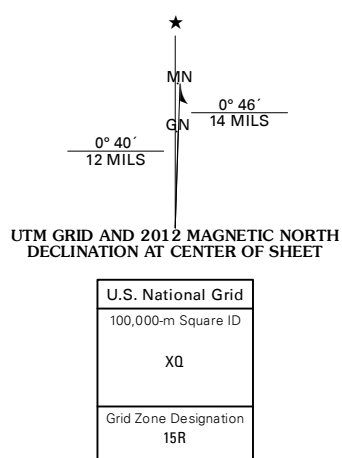 ★
MN
0° 46´
14 MILS
GN
0° 40´
12 MILS
UTM GRID AND 2012 MAGNETIC NORTH
DECLINATION AT CENTER OF SHEET
U.S. National Grid
100,000-m Square ID
XQ
Grid Zone Designation
15R